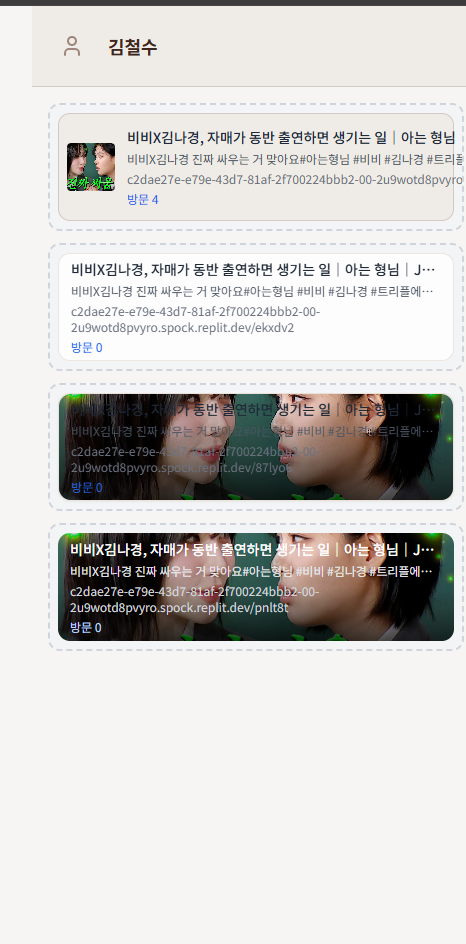 김철수
비비X김나경, 자매가 동반 출연하면 생기는 일｜아는 형님
비비X김나경 진짜 싸우는 거 맞아요#아는형님 #비비 #김나경 #트리플
c2dae27e-e79e-43d7-81af-2f700224bbb2-00-2u9wotd8pvyro
방문 4
비비X김나경, 자매가 동반 출연하면 생기는 일｜아는 형님｜J…
비비X김나경 진짜 싸우는 거 맞아요#아는형님 #비비 #김나경 #트리플에…
c2dae27e-e79e-43d7-81af-2f700224bbb2-00-
2u9wotd8pvyro.spock.replit.dev/ekxdv2
방문 0
비비X김나경, 자매가 동반 출연하면 생기는 일｜아는 형님｜J…
비비X김나경 진짜 싸우는 거 맞아요#아는형님 #비비 #김나경 #트리플에…
c2dae27e-e79e-43d7-81af-2f700224bbb2-00-
방문 0
비비X김나경, 자매가 동반 출연하면 생기는 일｜아는 형님｜J…
비비X김나경 진짜 싸우는 거 맞아요#아는형님 #비비 #김나경 #트리플에…
c2dae27e-e79e-43d7-81af-2f700224bbb2-00-
2u9wotd8pvyro.spock.replit.dev/pnlt8t
방문 0